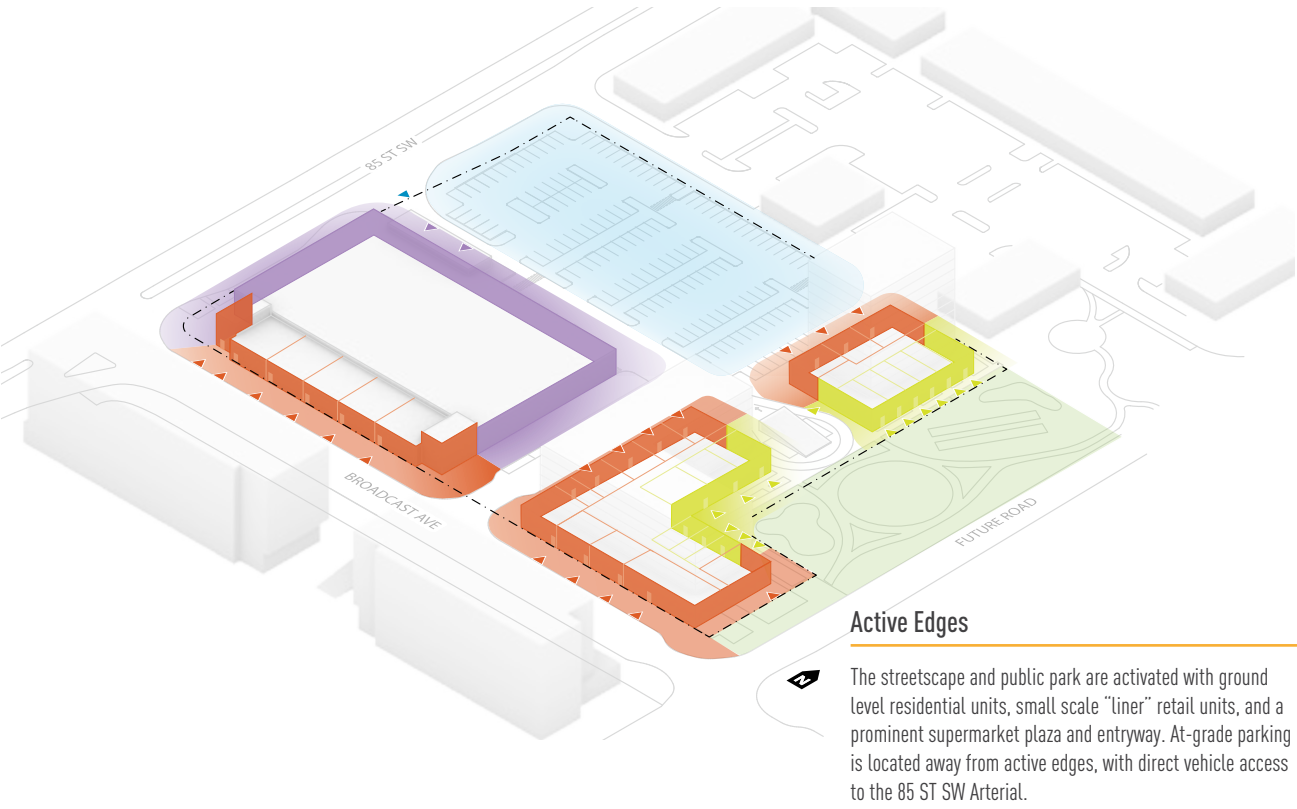 85 ST SW
BROADCAST AVE
FUTURE ROAD
Active Edges
N
The streetscape and public park are activated with ground
level residential units, small scale “liner” retail units, and a
prominent supermarket plaza and entryway. At-grade parking
is located away from active edges, with direct vehicle access
to the 85 ST SW Arterial.